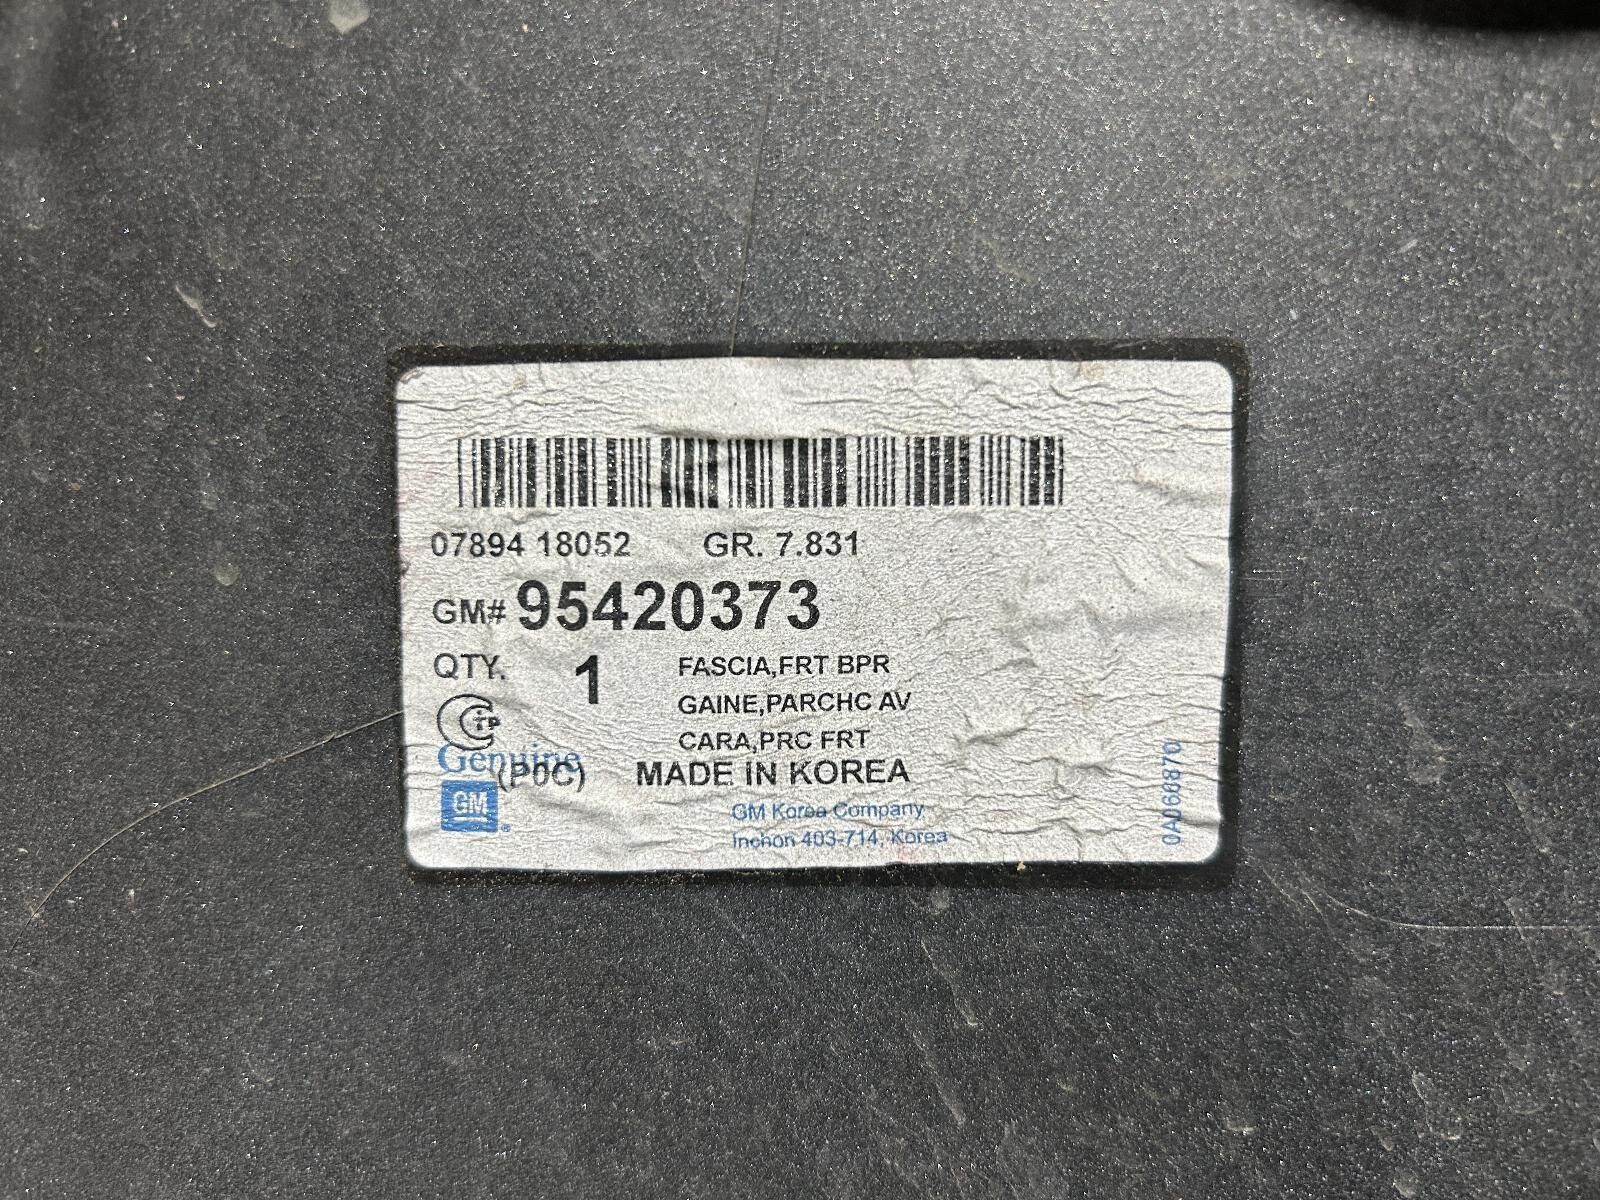 07894 18052 GR. 7.831
GM# 95420373
QTY. 1 FASCIA,FRT BPR
GAINE,PARCHC AV
CARA,PRC FRT
Genuine
(P0C) MADE IN KOREA
GM
GM Korea Company
Inchon 403-714, Korea
0A066870